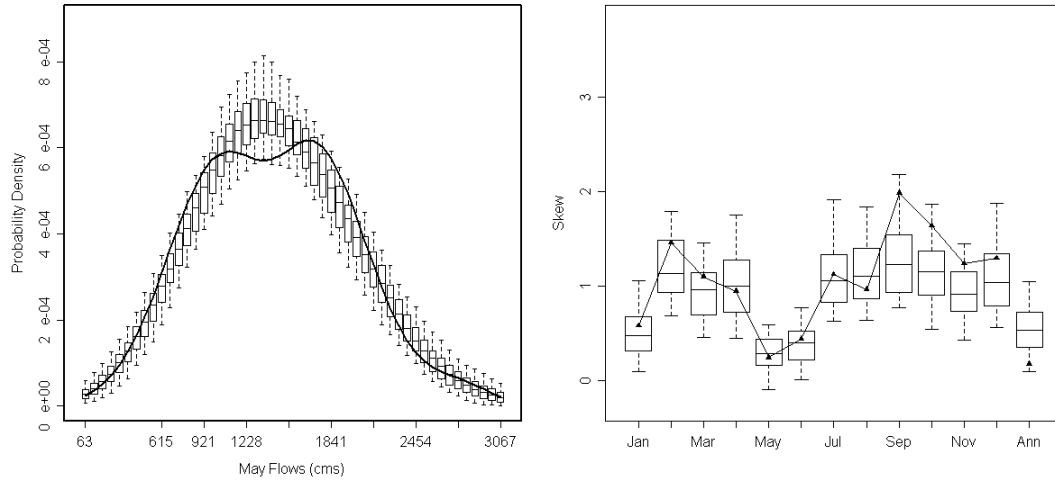 Probability Density
8 e-04
6 e-04
4 e-04
2 e-04
0 e+00
63 615 921 1228 1841 2454 3067
May Flows (cms)
Skew
3
2
1
0
Jan Mar May Jul Sep Nov Ann